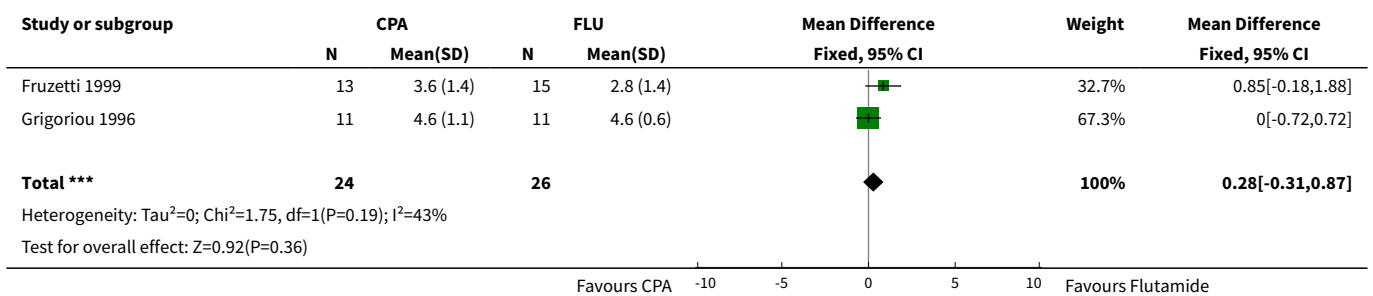 Study or subgroup CPA FLU Mean Difference Weight Mean Difference
N Mean(SD) N Mean(SD) Fixed, 95% CI Fixed, 95% CI
Fruzetti 1999 13 3.6 (1.4) 15 2.8 (1.4) 32.7% 0.85[-0.18,1.88]
Grigoriou 1996 11 4.6 (1.1) 11 4.6 (0.6) 67.3% 0[-0.72,0.72]
Total *** 24 26 100% 0.28[-0.31,0.87]
Heterogeneity: Tau²=0; Chi²=1.75, df=1(P=0.19); I²=43%
Test for overall effect: Z=0.92(P=0.36)
Favours CPA -10 -5 0 5 10 Favours Flutamide